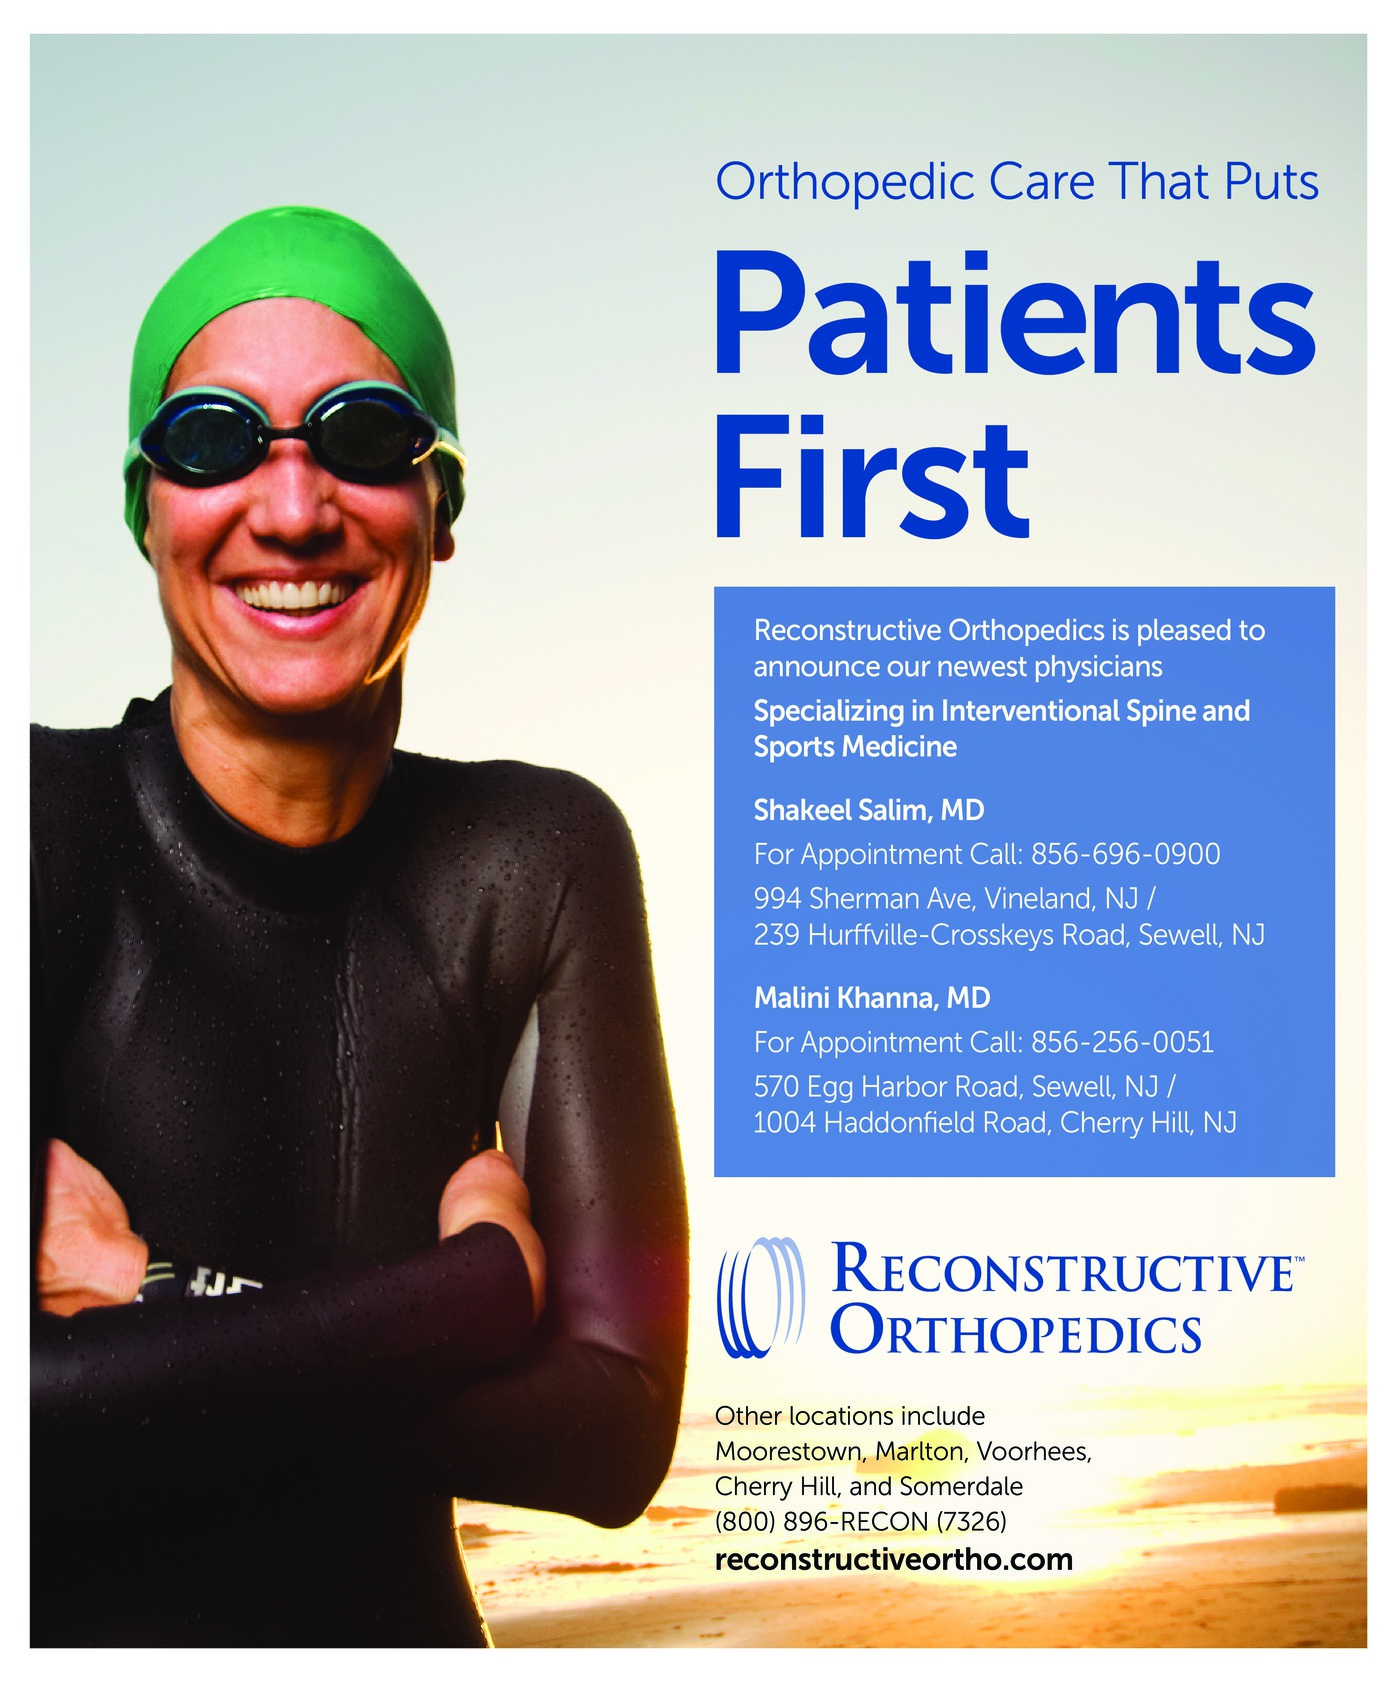 Orthopedic Care That Puts
Patients
First
Reconstructive Orthopedics is pleased to
announce our newest physicians
Specializing in Interventional Spine and
Sports Medicine
Shakeel Salim, MD
For Appointment Call: 856-696-0900
994 Sherman Ave, Vineland, NJ /
239 Hurffville-Crosskeys Road, Sewell, NJ
Malini Khanna, MD
For Appointment Call: 856-256-0051
570 Egg Harbor Road, Sewell, NJ /
1004 Haddonfield Road, Cherry Hill, NJ
RECONSTRUCTIVE™
ORTHOPEDICS
Other locations include
Moorestown, Marlton, Voorhees,
Cherry Hill, and Somerdale
(800) 896-RECON (7326)
reconstructiveortho.com